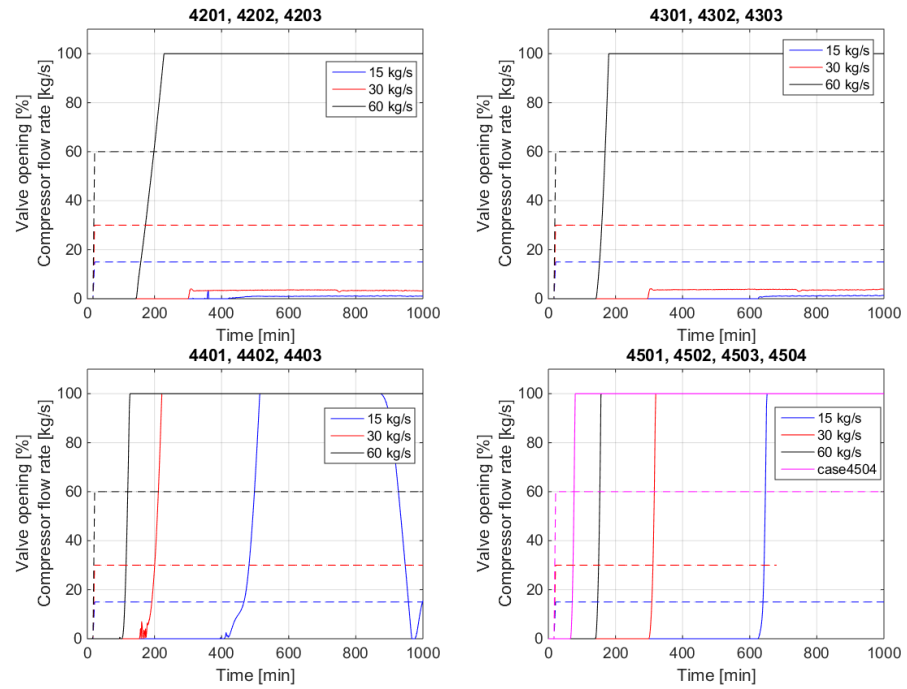 4201, 4202, 4203
Valve opening [%]
Compressor flow rate [kg/s]
100
80
60
40
20
0
15 kg/s
30 kg/s
60 kg/s
0 200 400 600 800 1000
Time [min]
4301, 4302, 4303
Valve opening [%]
Compressor flow rate [kg/s]
100
80
60
40
20
0
15 kg/s
30 kg/s
60 kg/s
0 200 400 600 800 1000
Time [min]
4401, 4402, 4403
Valve opening [%]
Compressor flow rate [kg/s]
100
80
60
40
20
0
15 kg/s
30 kg/s
60 kg/s
0 200 400 600 800 1000
Time [min]
4501, 4502, 4503, 4504
Valve opening [%]
Compressor flow rate [kg/s]
100
80
60
40
20
0
15 kg/s
30 kg/s
60 kg/s
case4504
0 200 400 600 800 1000
Time [min]